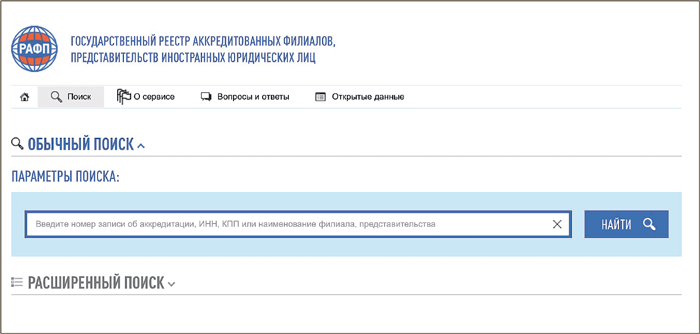 РАФП
ГОСУДАРСТВЕННЫЙ РЕЕСТР АККРЕДИТОВАННЫХ ФИЛИАЛОВ,
ПРЕДСТАВИТЕЛЬСТВ ИНОСТРАННЫХ ЮРИДИЧЕСКИХ ЛИЦ
Поиск О сервисе Вопросы и ответы Открытые данные
ОБЫЧНЫЙ ПОИСК
ПАРАМЕТРЫ ПОИСКА:
Введите номер записи об аккредитации, ИНН, КПП или наименование филиала, представительства
НАЙТИ
РАСШИРЕННЫЙ ПОИСК